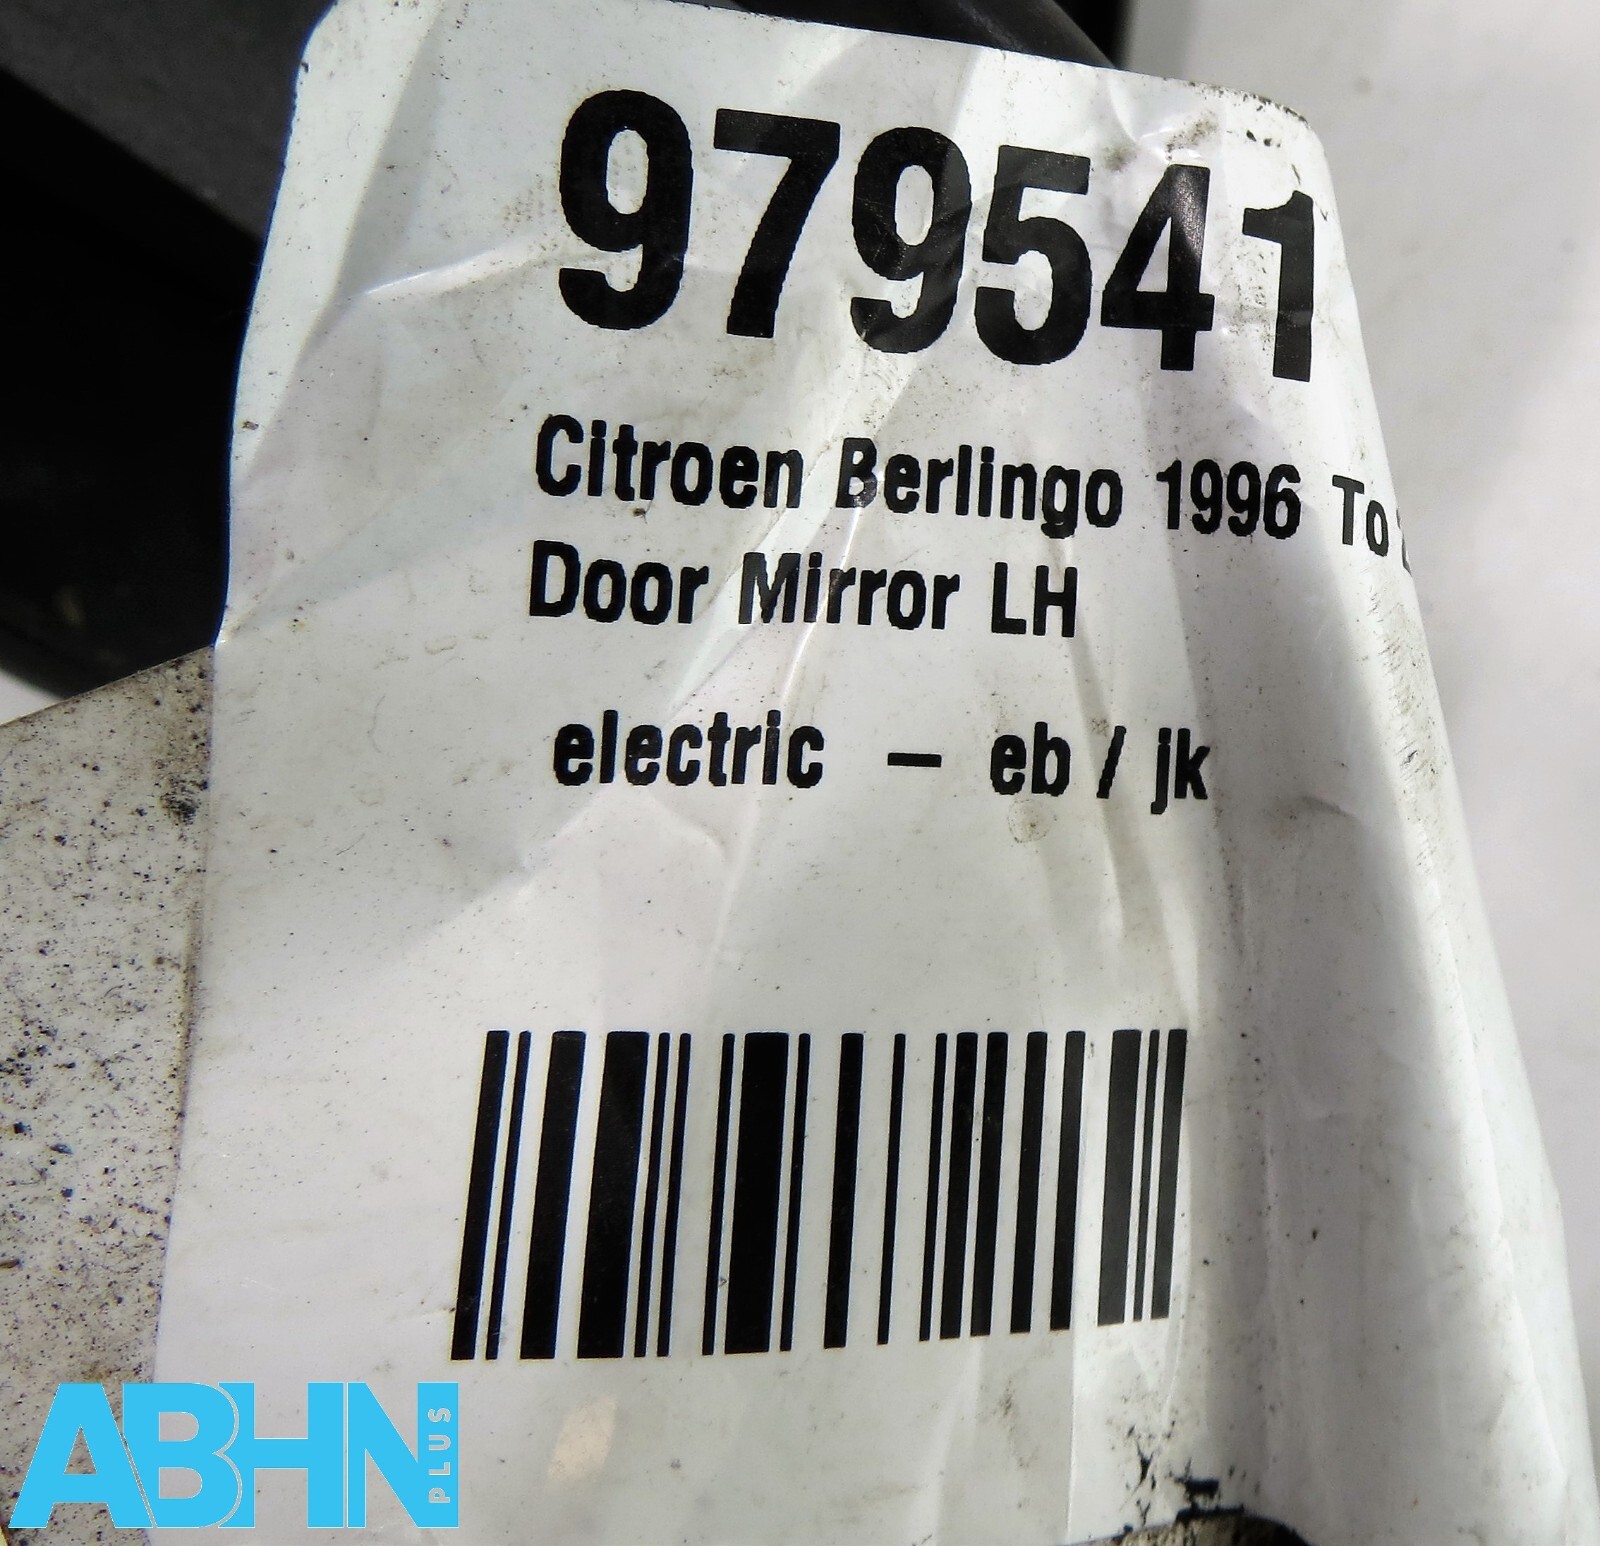 979541
Citroen Berlingo 1996 To
Door Mirror LH
electric – eb / jk
ABHN PLUS